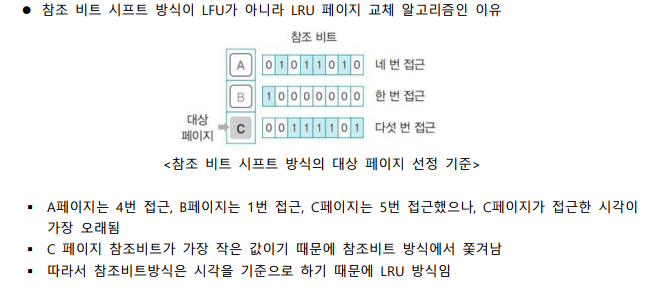 ● 참조 비트 시프트 방식이 LFU가 아니라 LRU 페이지 교체 알고리즘인 이유
참조 비트
A 0 1 0 1 1 0 1 0 네 번 접근
B 1 0 0 0 0 0 0 0 한 번 접근
대상
페이지
C 0 0 1 1 1 1 0 1 다섯 번 접근
<참조 비트 시프트 방식의 대상 페이지 선정 기준>
▪ A페이지는 4번 접근, B페이지는 1번 접근, C페이지는 5번 접근했으나, C페이지가 접근한 시각이
가장 오래됨
▪ C 페이지 참조비트가 가장 작은 값이기 때문에 참조비트 방식에서 쫓겨남
▪ 따라서 참조비트방식은 시각을 기준으로 하기 때문에 LRU 방식임